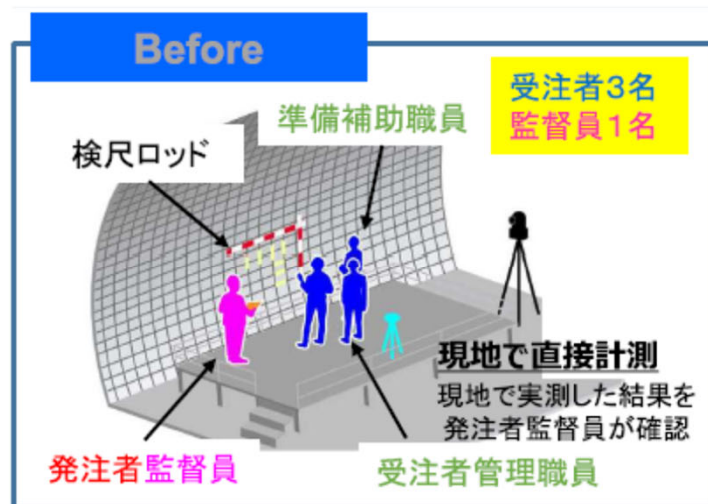 Before
受注者3名
監督員1名
準備補助職員
検尺ロッド
現地で直接計測
現地で実測した結果を
発注者監督員が確認
発注者監督員
受注者管理職員